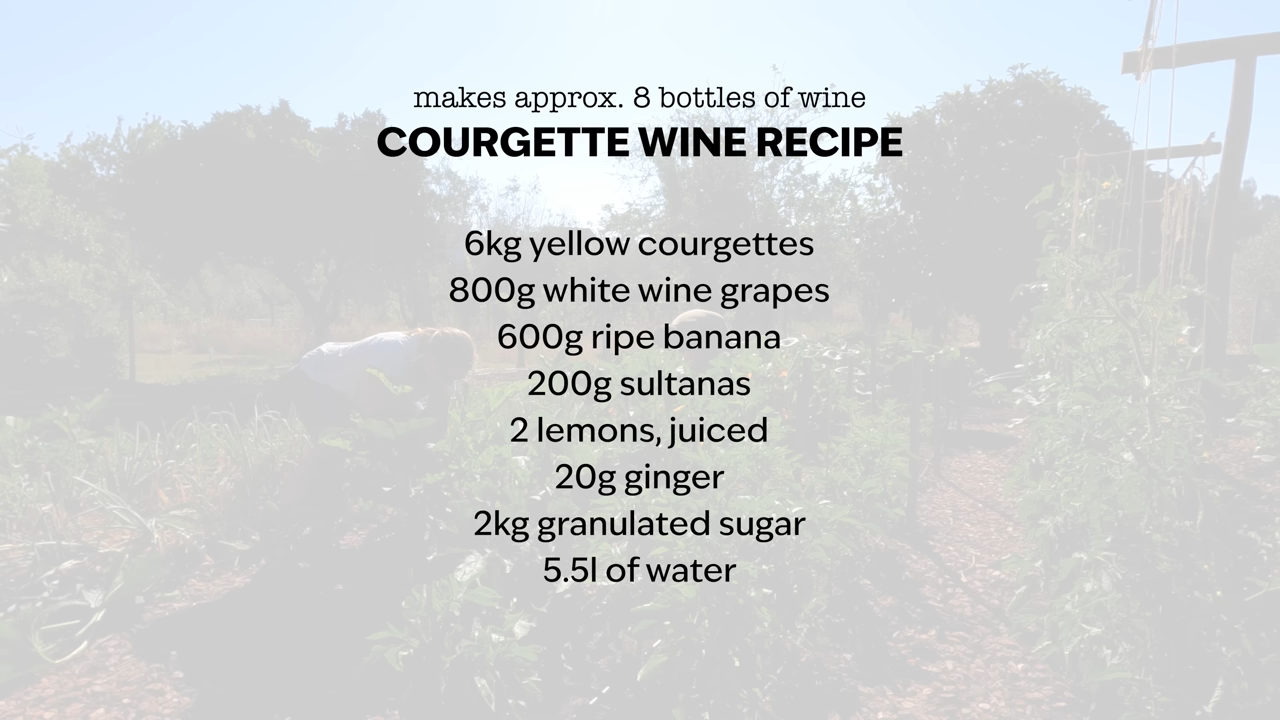 makes approx. 8 bottles of wine
COURGETTE WINE RECIPE
6kg yellow courgettes
800g white wine grapes
600g ripe banana
200g sultanas
2 lemons, juiced
20g ginger
2kg granulated sugar
5.5l of water